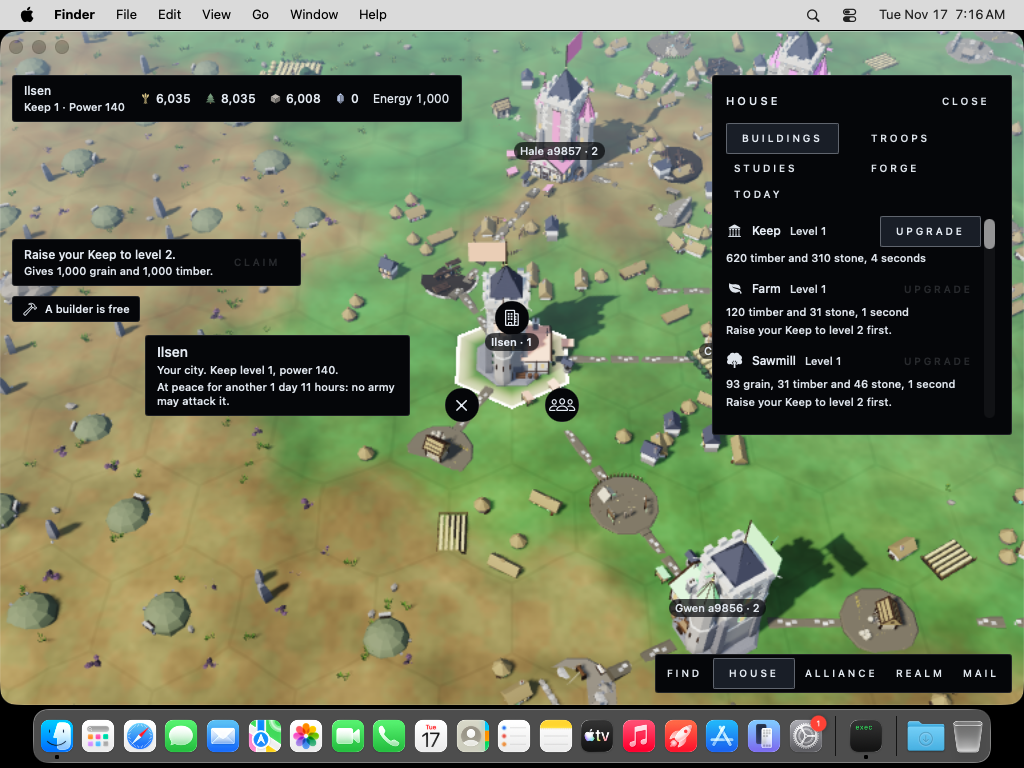 Finder File Edit View Go Window Help Tue Nov 17 7:16 AM
Ilsen
Keep 1 · Power 140
6,035 8,035 6,008 0 Energy 1,000
Hale a9857 · 2
Raise your Keep to level 2.
Gives 1,000 grain and 1,000 timber.
CLAIM
A builder is free
Ilsen · 1
Ilsen
Your city. Keep level 1, power 140.
At peace for another 1 day 11 hours: no army
may attack it.
C
Gwen a9856 · 2
HOUSE CLOSE
BUILDINGS TROOPS
STUDIES FORGE
TODAY
Keep Level 1 UPGRADE
620 timber and 310 stone, 4 seconds
Farm Level 1 UPGRADE
120 timber and 31 stone, 1 second
Raise your Keep to level 2 first.
Sawmill Level 1 UPGRADE
93 grain, 31 timber and 46 stone, 1 second
Raise your Keep to level 2 first.
FIND HOUSE ALLIANCE REALM MAIL
Tue
17
tv
1
exec